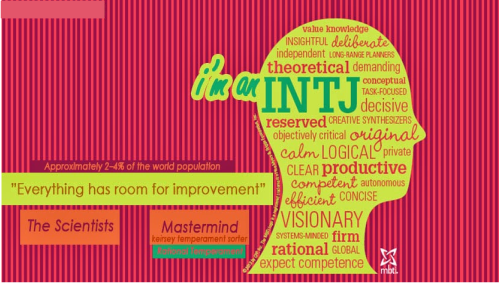 value knowledge
INSIGHTFUL deliberate
independent LONG-RANGE PLANNERS
theoretical demanding
i'm an INTJ conceptual
TASK-FOCUSED
decisive
reserved CREATIVE SYNTHESIZERS
objectively critical original
calm LOGICAL private
CLEAR productive
competent autonomous
efficient CONCISE
VISIONARY
SYSTEMS-MINDED firm
rational GLOBAL
expect competence
mbti
Approximately 2-4% of the world population
"Everything has room for improvement"
The Scientists
Mastermind
keirsey temperament sorter
Rational temperament